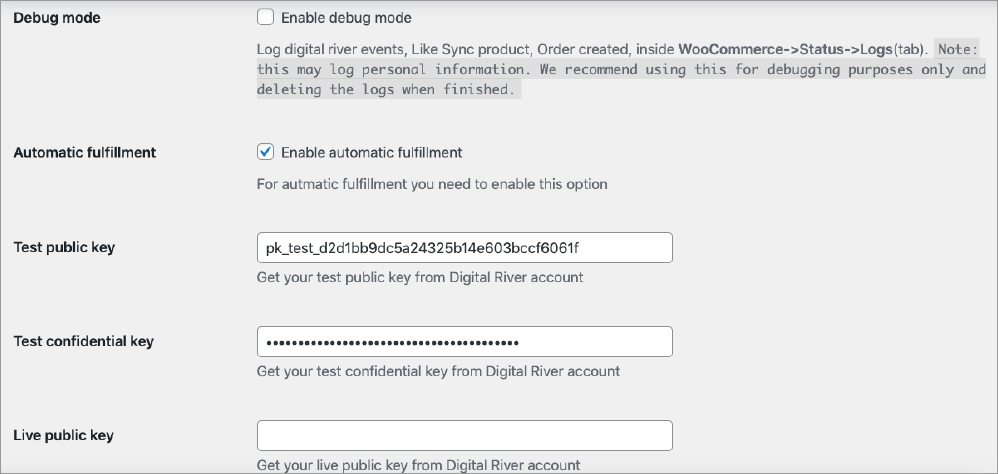 Debug mode
Enable debug mode
Log digital river events, Like Sync product, Order created, inside WooCommerce->Status->Logs(tab). Note:
this may log personal information. We recommend using this for debugging purposes only and
deleting the logs when finished.
Automatic fulfillment
Enable automatic fulfillment
For autmatic fulfillment you need to enable this option
Test public key
pk_test_d2d1bb9dc5a24325b14e603bccf6061f
Get your test public key from Digital River account
Test confidential key
••••••••••••••••••••••••••••••••••••••••
Get your test confidential key from Digital River account
Live public key
Get your live public key from Digital River account